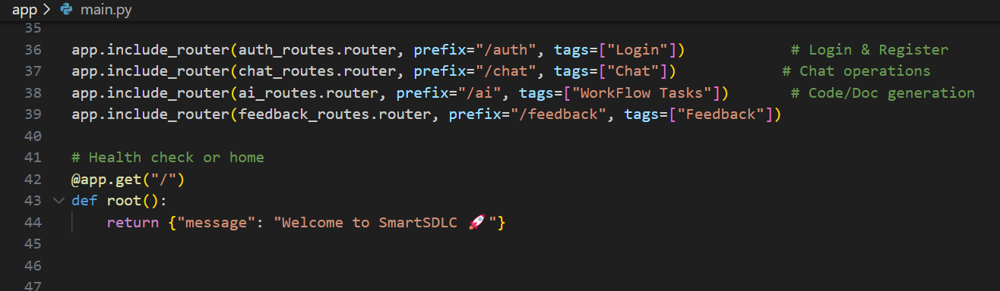 app > main.py
35
36 app.include_router(auth_routes.router, prefix="/auth", tags=["Login"])            # Login & Register
37 app.include_router(chat_routes.router, prefix="/chat", tags=["Chat"])            # Chat operations
38 app.include_router(ai_routes.router, prefix="/ai", tags=["WorkFlow Tasks"])       # Code/Doc generation
39 app.include_router(feedback_routes.router, prefix="/feedback", tags=["Feedback"])
40
41 # Health check or home
42 @app.get("/")
43 def root():
44     return {"message": "Welcome to SmartSDLC 🚀"}
45
46
47